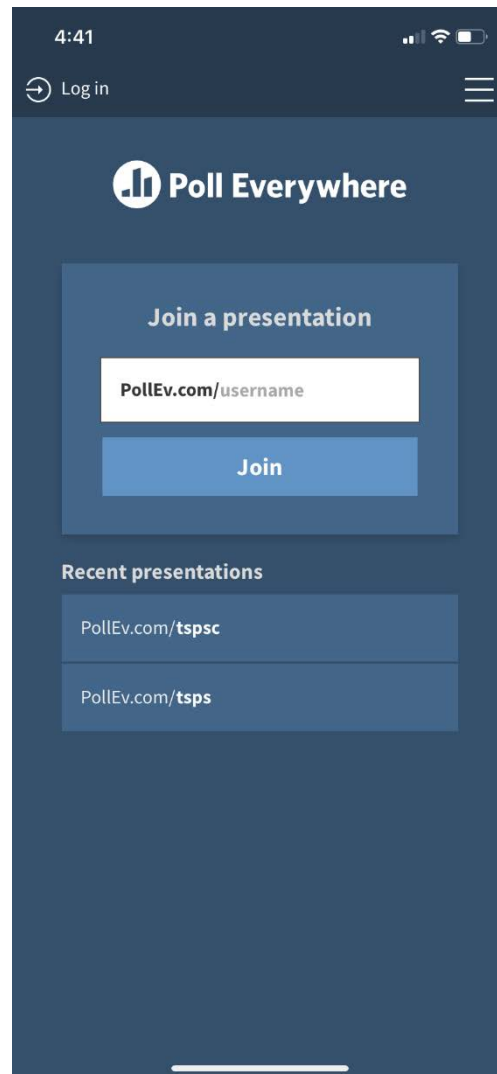 4:41
Log in
Poll Everywhere
Join a presentation
PollEv.com/username
Join
Recent presentations
PollEv.com/tspsc
PollEv.com/tsps